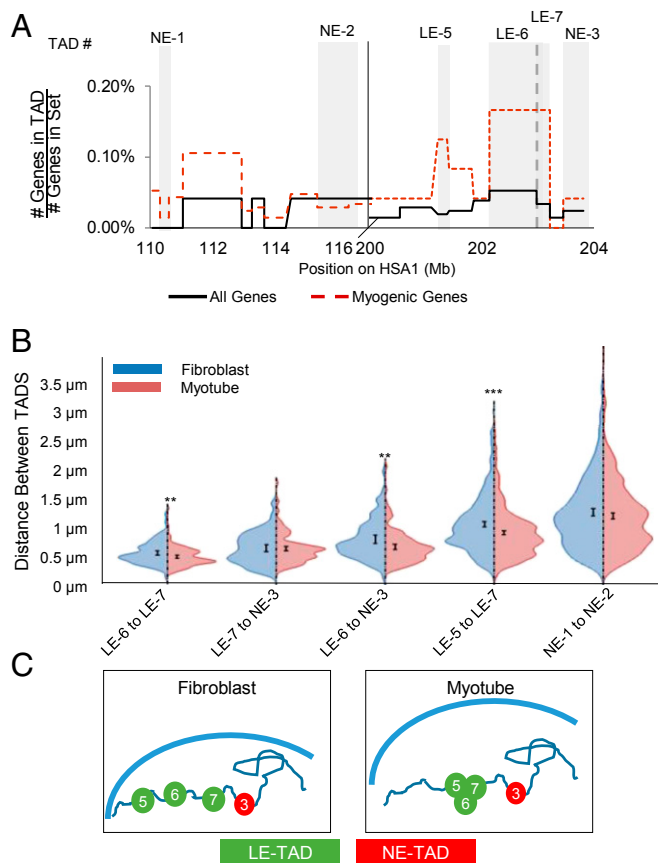 A
TAD #
NE-1
NE-2
LE-5
LE-7
LE-6
NE-3
# Genes in TAD
# Genes in Set
0.20%
0.10%
0.00%
110
112
114
116
200
202
204
Position on HSA1 (Mb)
All Genes
Myogenic Genes
B
Fibroblast
Myotube
Distance Between TADS
3.5 µm
3 µm
2.5 µm
2 µm
1.5 µm
1 µm
0.5 µm
0 µm
**
**
***
LE-6 to LE-7
LE-7 to NE-3
LE-6 to NE-3
LE-5 to LE-7
NE-1 to NE-2
C
Fibroblast
5
6
7
3
Myotube
5
7
6
3
LE-TAD
NE-TAD